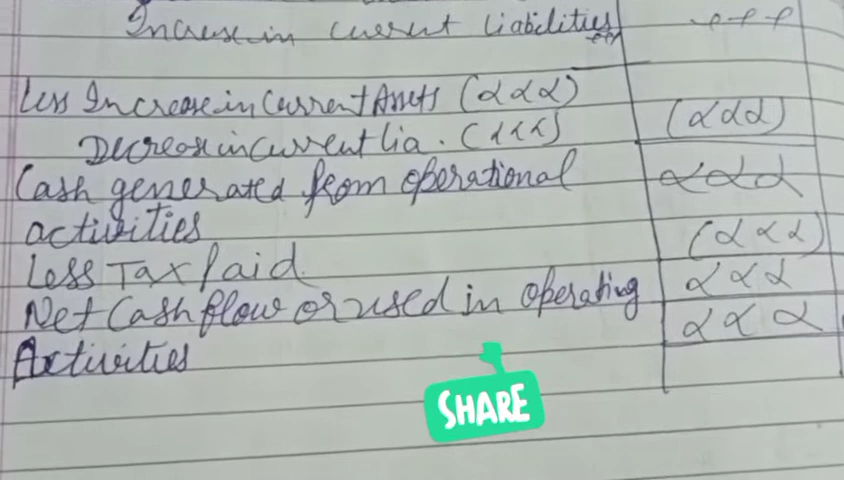 Increase in current Liabilities
Less Increase in Current Assets (ααα) (ααα)
Decrease in current lia. (ααα)
Cash generated from operational ααα
activities
Less Tax Paid (ααα)
Net Cash flow or used in operating ααα
Activities ααα
SHARE